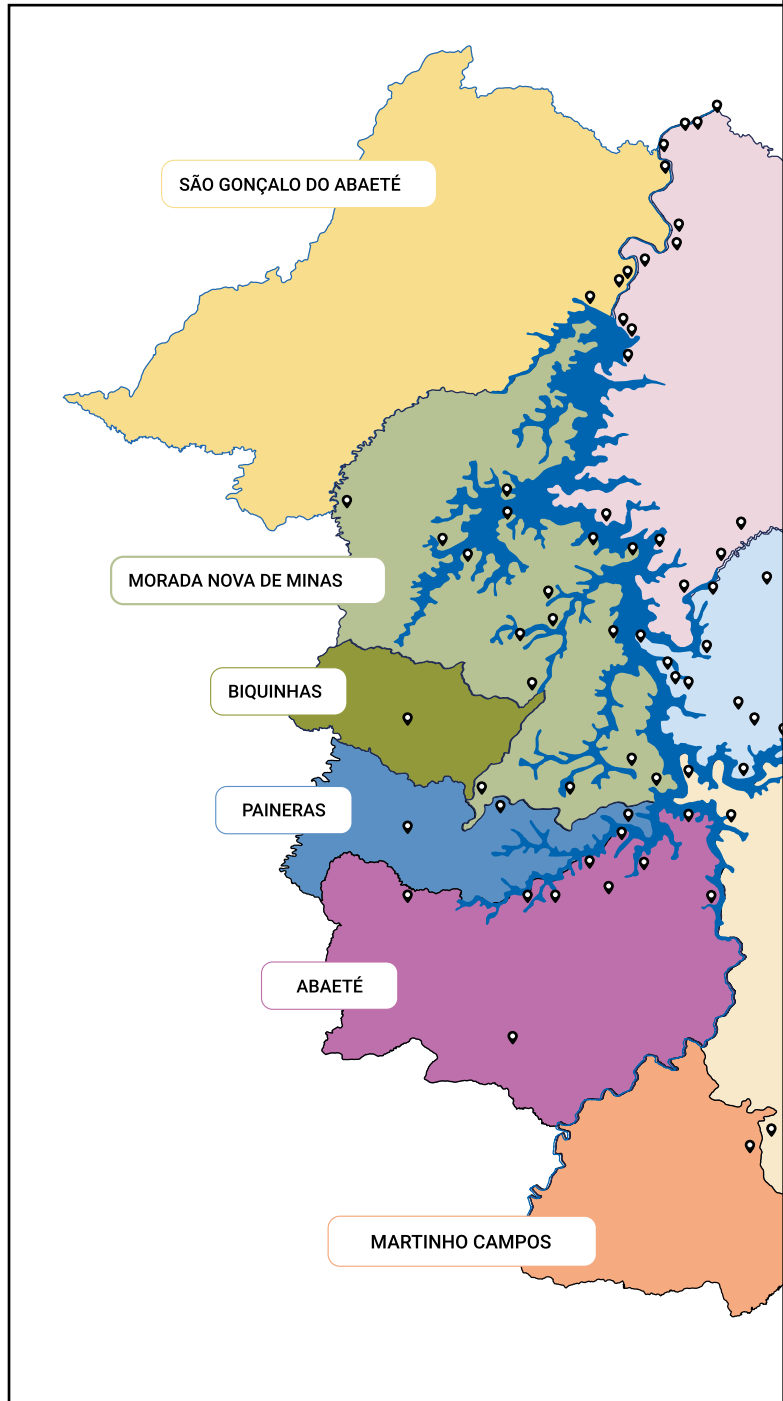 SÃO GONÇALO DO ABAETÉ
MORADA NOVA DE MINAS
BIQUINHAS
PAINERAS
ABAETÉ
MARTINHO CAMPOS